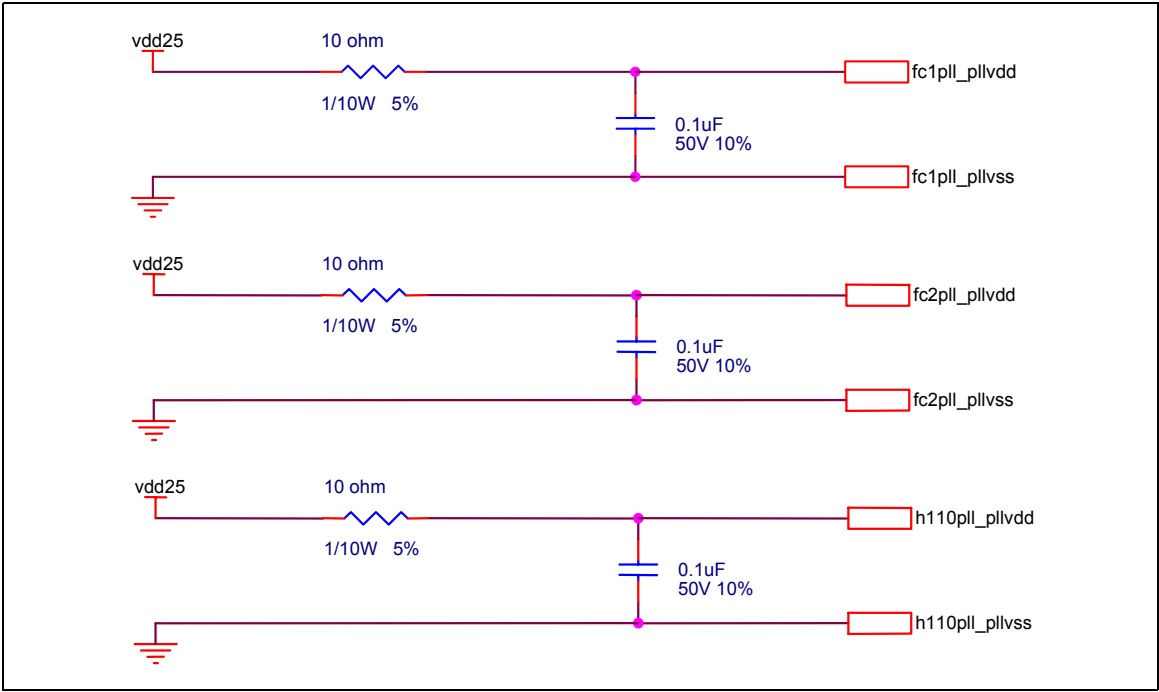 vdd25
10 ohm
1/10W 5%
fc1pll_pllvdd
0.1uF
50V 10%
fc1pll_pllvss
vdd25
10 ohm
1/10W 5%
fc2pll_pllvdd
0.1uF
50V 10%
fc2pll_pllvss
vdd25
10 ohm
1/10W 5%
h110pll_pllvdd
0.1uF
50V 10%
h110pll_pllvss